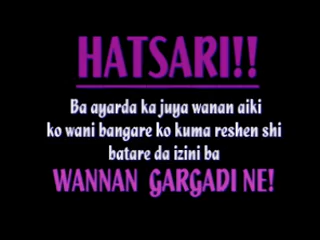 HATSARI!!
Ba ayarda ka juya wanan aiki
ko wani bangare ko kuma reshen shi
batare da izini ba
WANNAN GARGADI NE!